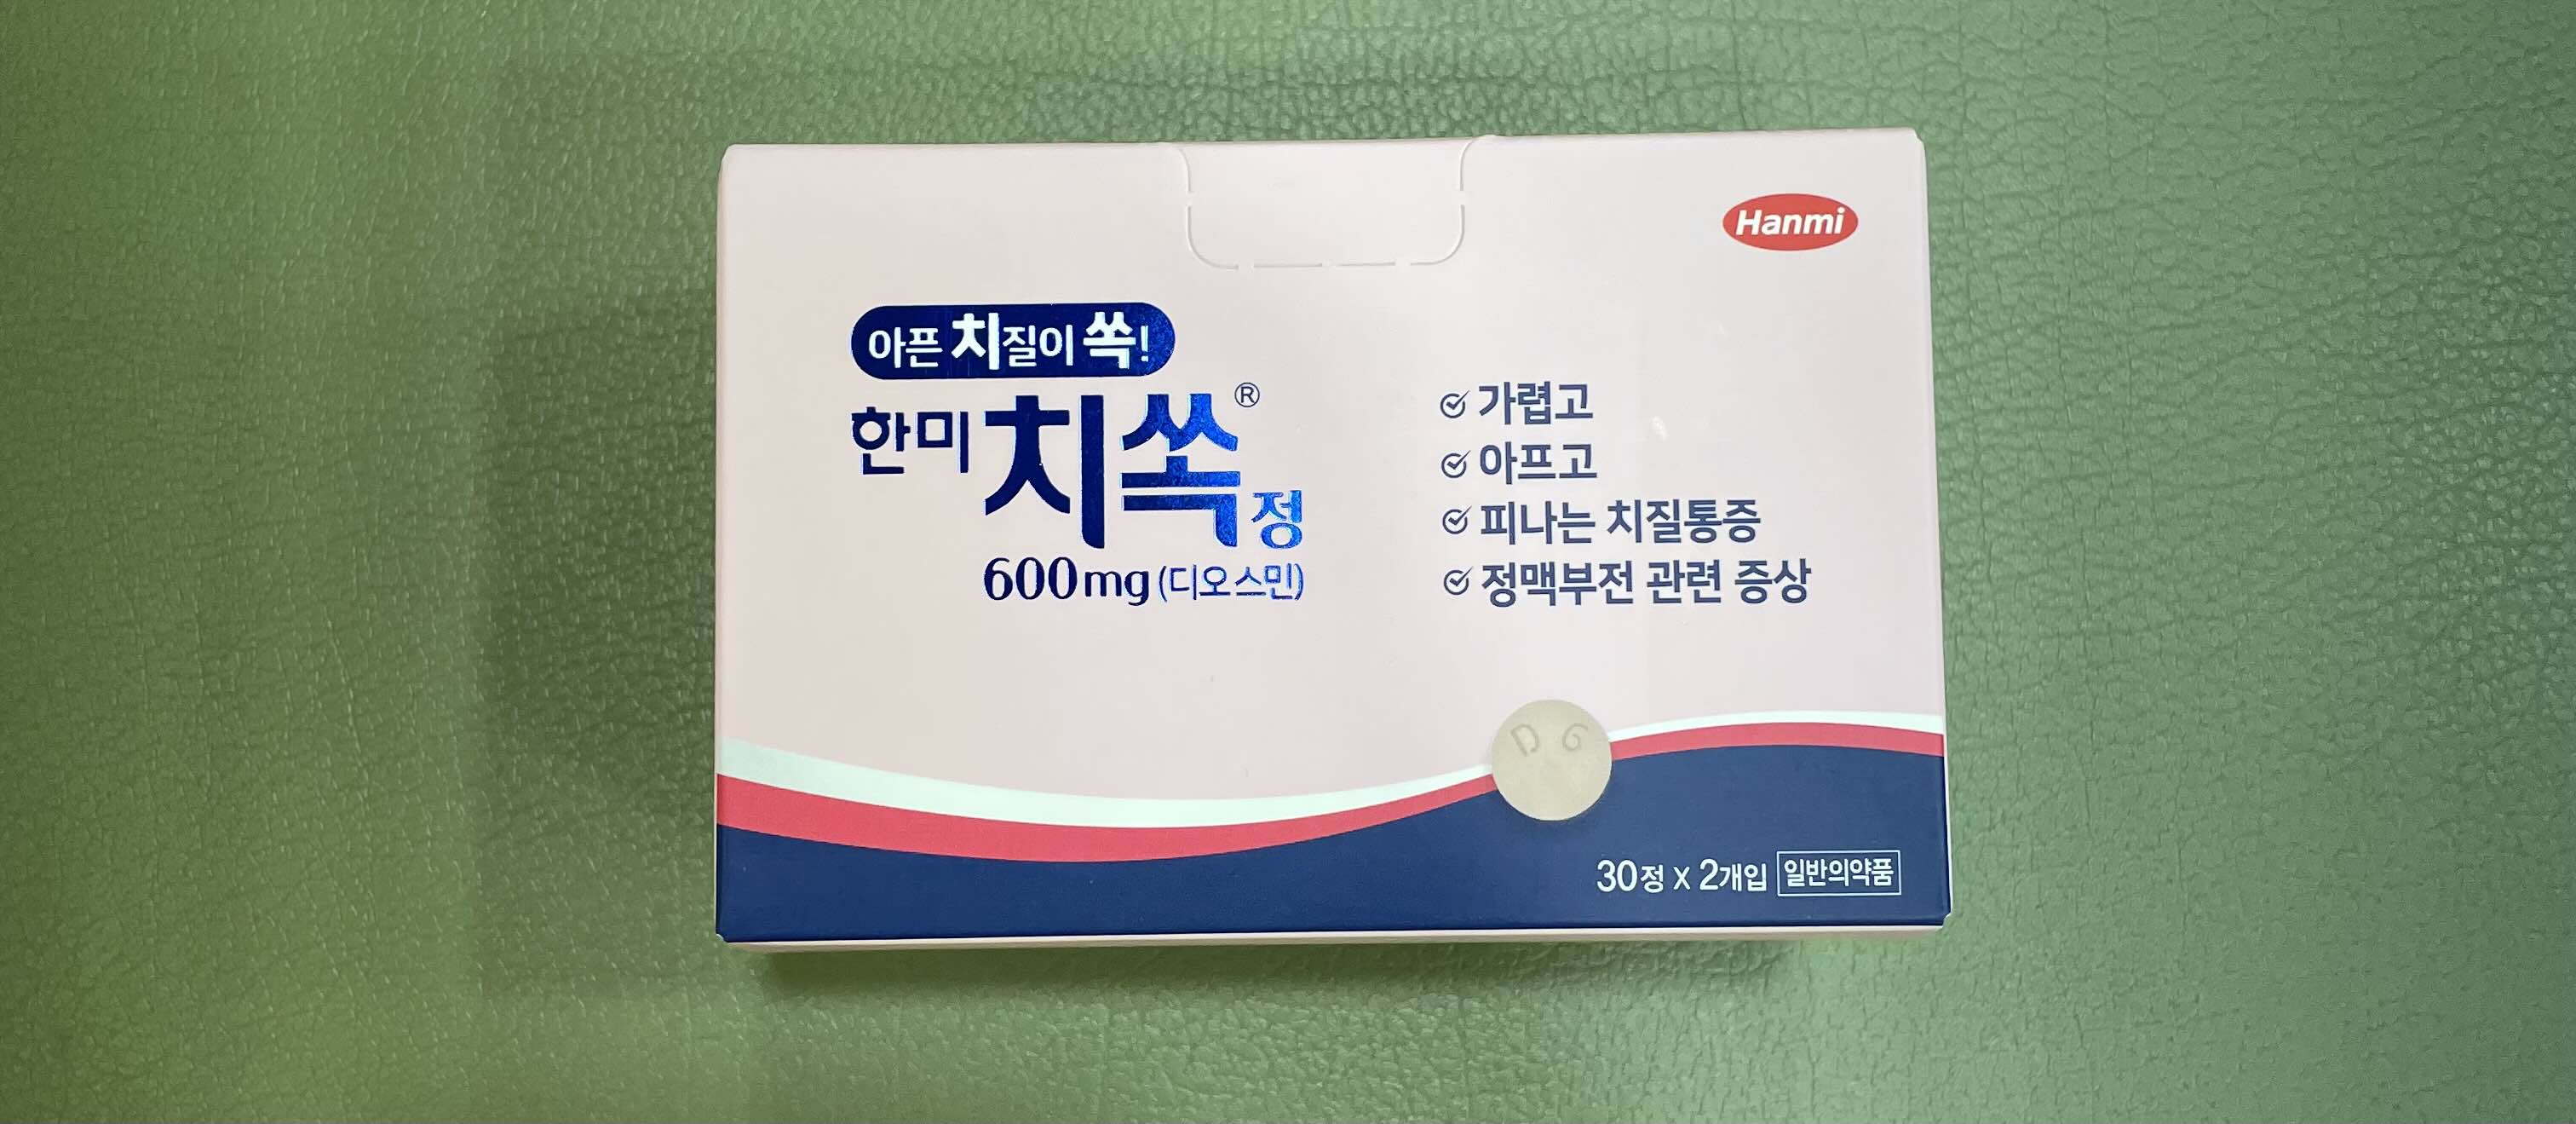 Hanmi
아픈 치질이 쏙!
한미 치쏙정®
600mg (디오스민)
가렵고
아프고
피나는 치질통증
정맥부전 관련 증상
D G
30정 x 2개입 일반의약품